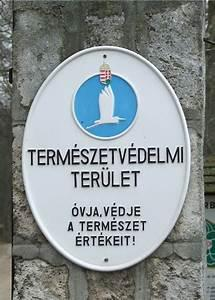 TERMÉSZETVÉDELMI
TERÜLET
ÓVJA, VÉDJE
A TERMÉSZET
ÉRTÉKEIT!